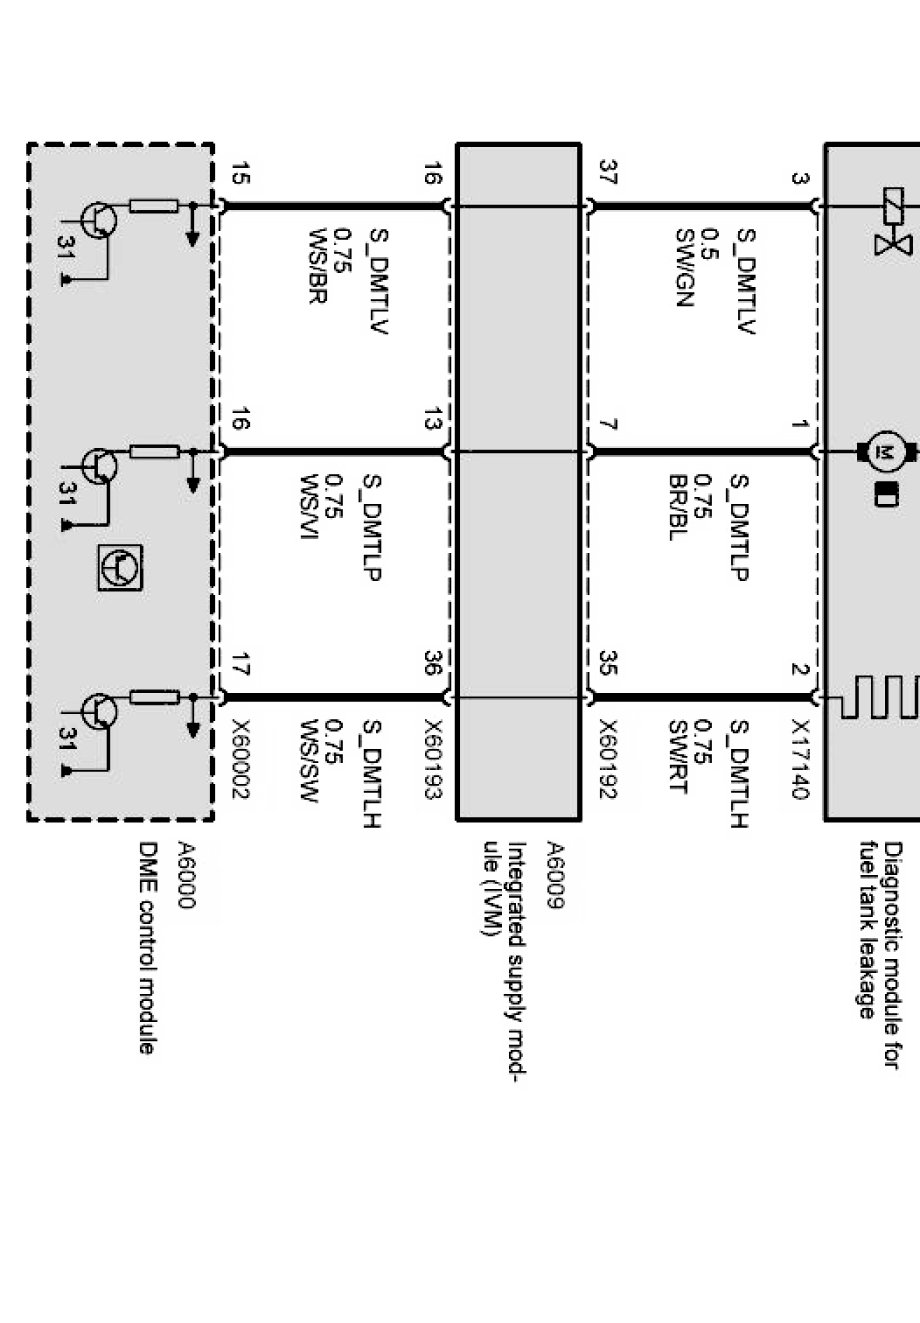 Diagnostic module for
fuel tank leakage
M
3
1
2
X17140
S_DMTLV
0.5
SW/GN
S_DMTLP
0.75
BR/BL
S_DMTLH
0.75
SW/RT
37
7
35
X60192
A6009
Integrated supply mod-
ule (IVM)
16
13
36
X60193
S_DMTLV
0.75
WS/BR
S_DMTLP
0.75
WS/VI
S_DMTLH
0.75
WS/SW
15
16
17
X60002
A6000
DME control module
31
31
31